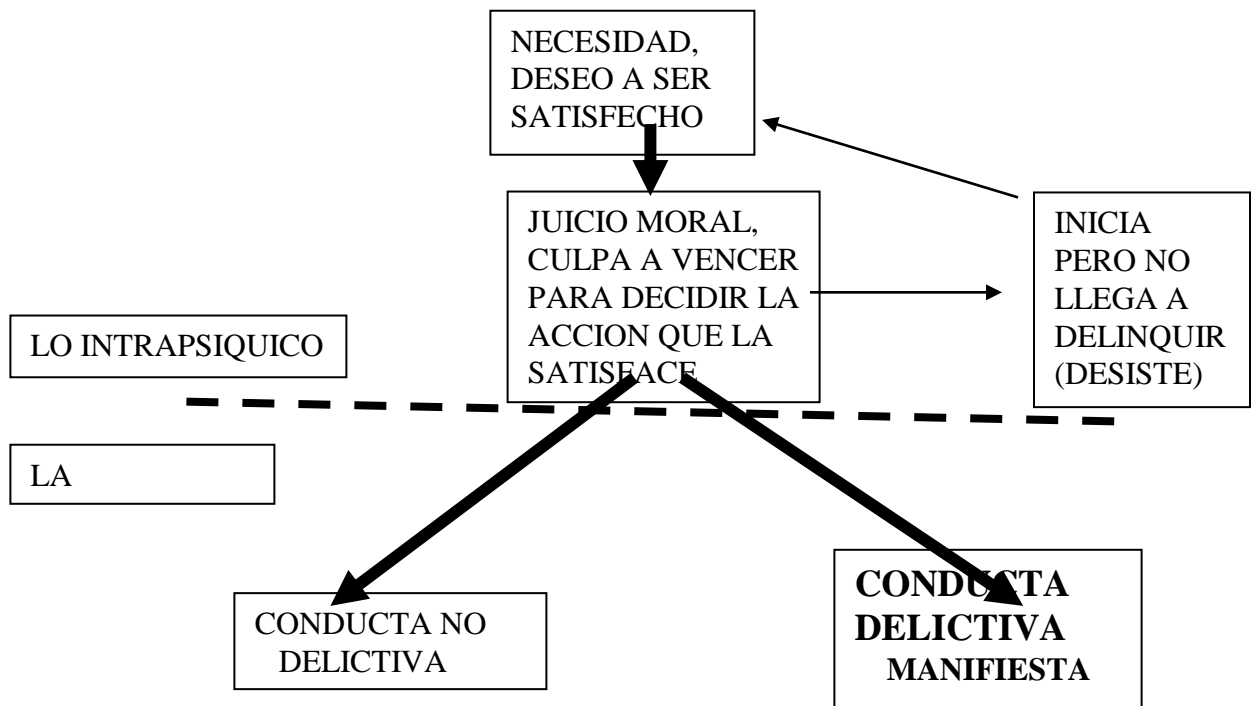 NECESIDAD,
DESEO A SER
SATISFECHO
JUICIO MORAL,
CULPA A VENCER
PARA DECIDIR LA
ACCION QUE LA
SATISFACE
INICIA
PERO NO
LLEGA A
DELINQUIR
(DESISTE)
LO INTRAPSIQUICO
LA
CONDUCTA NO
DELICTIVA
CONDUCTA
DELICTIVA
MANIFIESTA